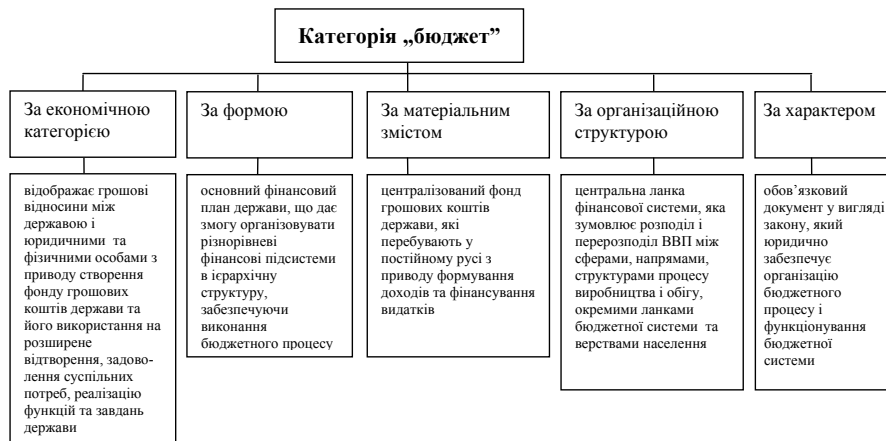 Категорія „бюджет”
За економічною
категорією
За формою
За матеріальним
змістом
За організаційною
структурою
За характером
відображає грошові
відносини між
державою і
юридичними та
фізичними особами з
приводу створення
фонду грошових
коштів держави та
його використання на
розширене
відтворення, задово-
лення суспільних
потреб, реалізацію
функцій та завдань
держави
основний фінансовий
план держави, що дає
змогу організовувати
різнорівневі
фінансові підсистеми
в ієрархічну
структуру,
забезпечуючи
виконання
бюджетного процесу
централізований фонд
грошових коштів
держави, які
перебувають у
постійному русі з
приводу формування
доходів та фінансування
видатків
центральна ланка
фінансової системи, яка
зумовлює розподіл і
перерозподіл ВВП між
сферами, напрямами,
структурами процесу
виробництва і обігу,
окремими ланками
бюджетної системи та
верствами населення
обов’язковий
документ у вигляді
закону, який
юридично
забезпечує
організацію
бюджетного
процесу і
функціонування
бюджетної
системи